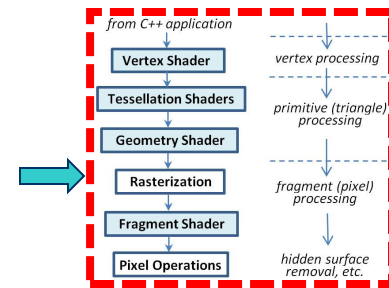 from C++ application
Vertex Shader
Tessellation Shaders
Geometry Shader
Rasterization
Fragment Shader
Pixel Operations
vertex processing
primitive (triangle)
processing
fragment (pixel)
processing
hidden surface
removal, etc.